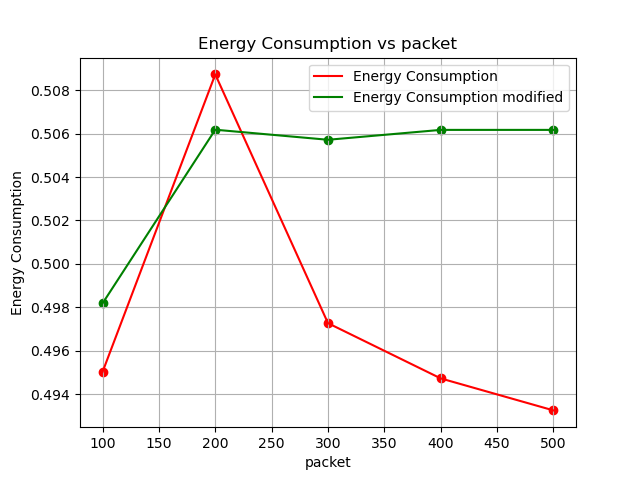 Energy Consumption vs packet
Energy Consumption
Energy Consumption modified
0.508
0.506
0.504
0.502
0.500
0.498
0.496
0.494
Energy Consumption
100 150 200 250 300 350 400 450 500
packet